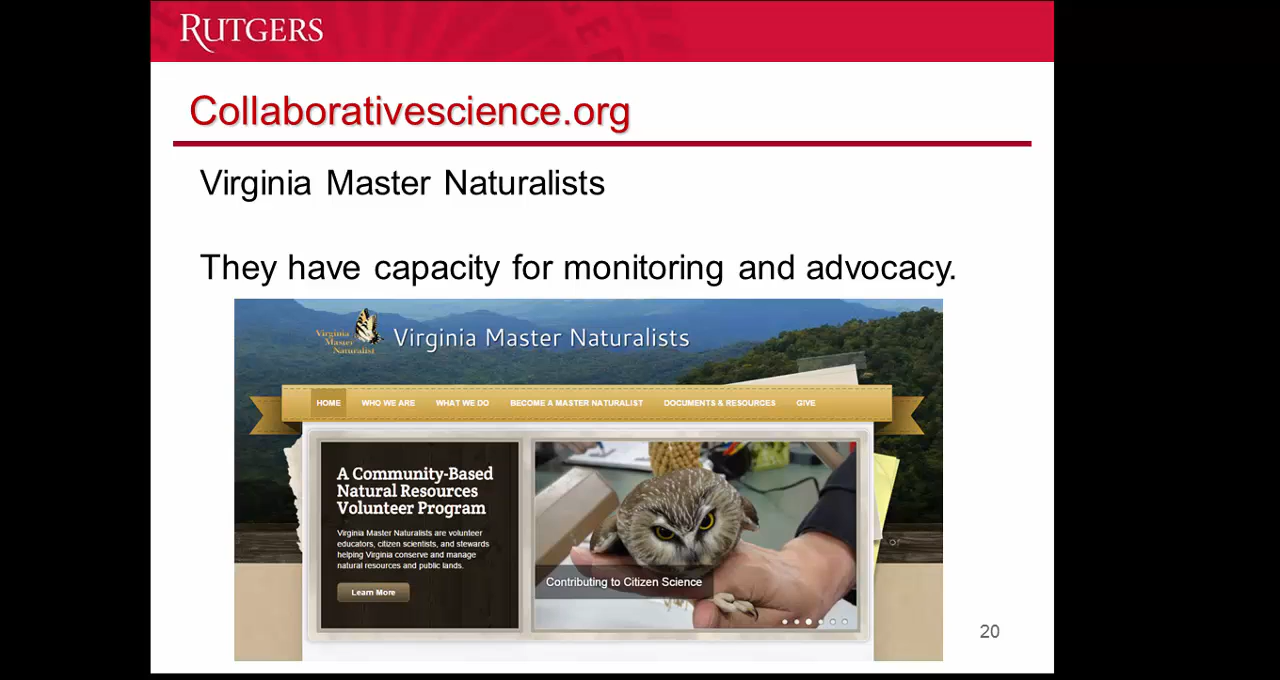 RUTGERS
Collaborativescience.org
Virginia Master Naturalists
They have capacity for monitoring and advocacy.
Virginia
Master
Naturalist
Virginia Master Naturalists
HOME WHO WE ARE WHAT WE DO BECOME A MASTER NATURALIST DOCUMENTS & RESOURCES GIVE
A Community-Based
Natural Resources
Volunteer Program
Virginia Master Naturalists are volunteer
educators, citizen scientists, and stewards
helping Virginia conserve and manage
natural resources and public lands.
Learn More
Contributing to Citizen Science
20